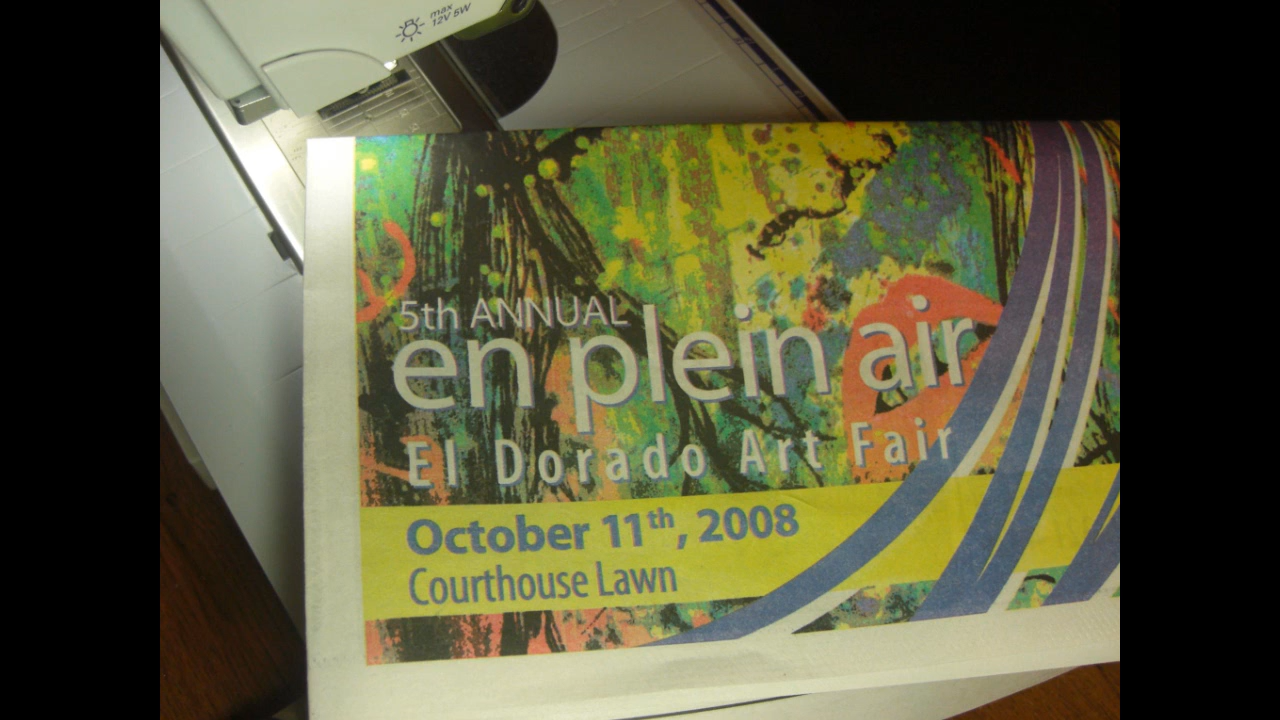 max
12V 5W
5th ANNUAL
en plein air
El Dorado Art Fair
October 11th, 2008
Courthouse Lawn